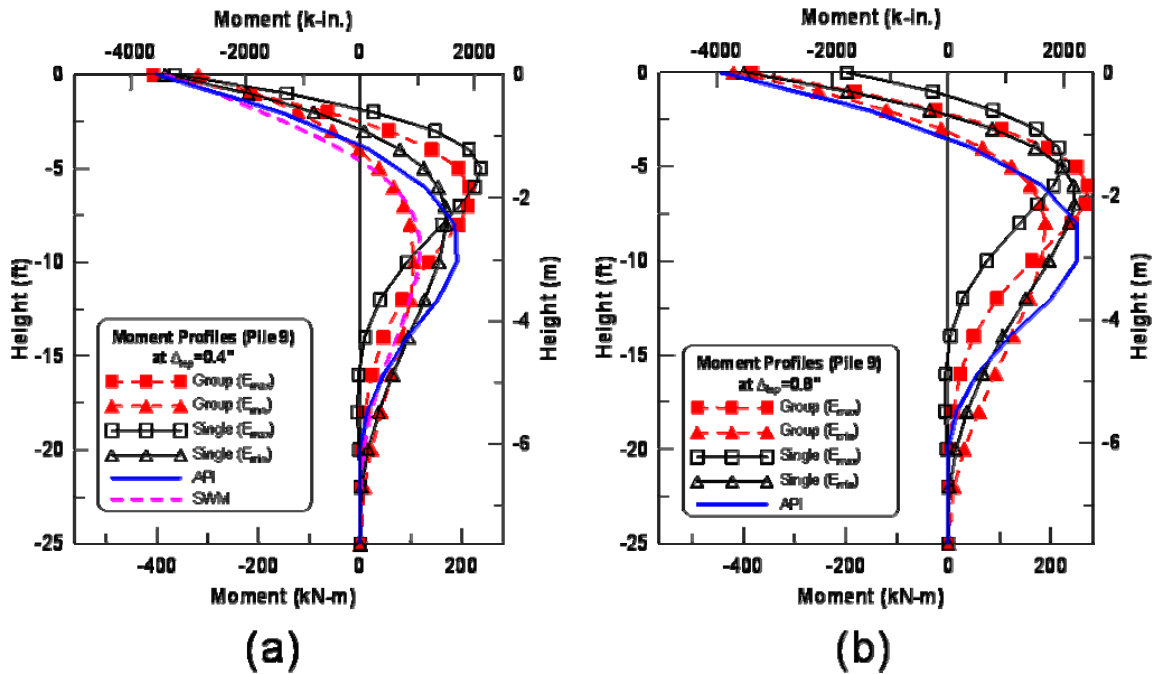 Moment (k-in.)
-4000 -2000 0 2000
0 -5 -10 -15 -20 -25
Height (ft)
0 -2 -4 -6
Height (m)
Moment Profiles (Pile 9)
at Δtop=0.4"
Group (Emax)
Group (Emin)
Single (Emax)
Single (Emin)
API
SWM
-400 -200 0 200
Moment (kN-m)
(a)
Moment (k-in.)
-4000 -2000 0 2000
0 -5 -10 -15 -20 -25
Height (ft)
0 -2 -4 -6
Height (m)
Moment Profiles (Pile 9)
at Δtop=0.8"
Group (Emax)
Group (Emin)
Single (Emax)
Single (Emin)
API
-400 -200 0 200
Moment (kN-m)
(b)